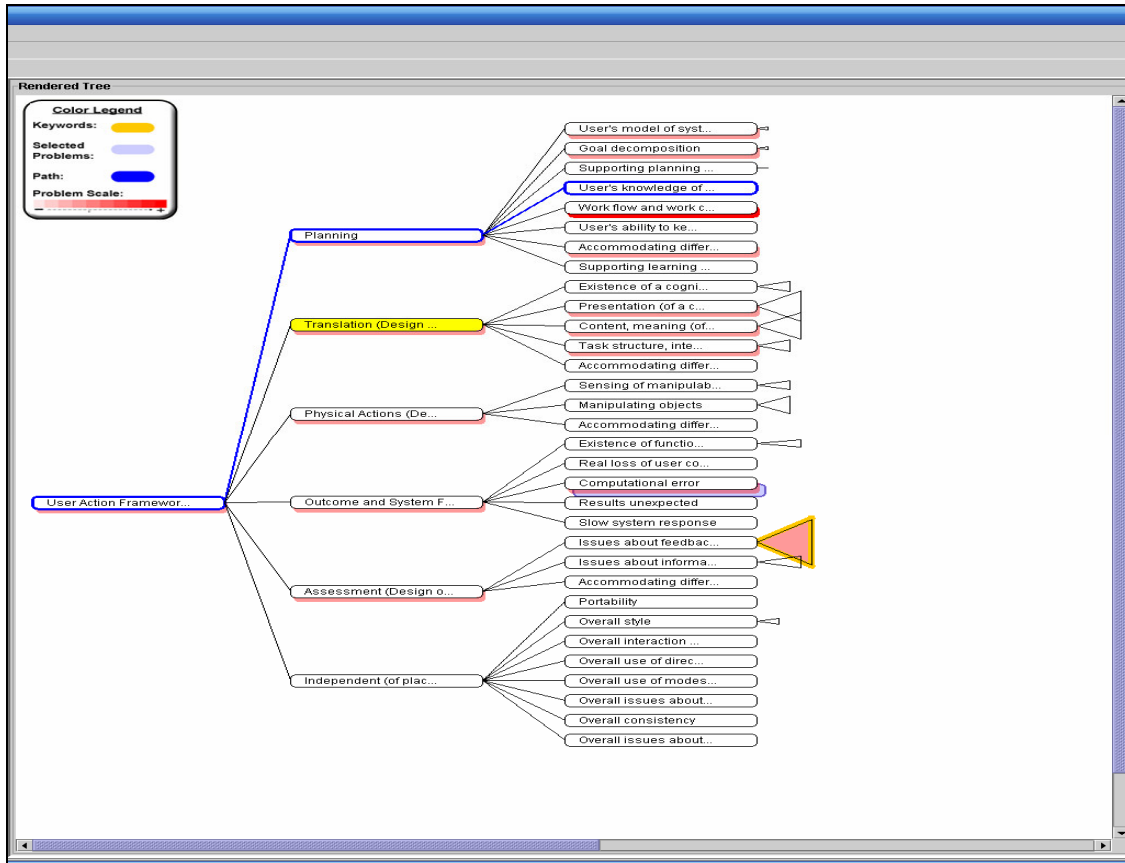 Rendered Tree
Color Legend
Keywords:
Selected
Problems:
Path:
Problem Scale:
- +
User's model of syst...
Goal decomposition
Supporting planning ...
User's knowledge of ...
Work flow and work c...
Planning
User's ability to ke...
Accommodating differ...
Supporting learning ...
Existence of a cogni...
Presentation (of a c...
Translation (Design ...
Content, meaning (of...
Task structure, inte...
Accommodating differ...
Sensing of manipulab...
Manipulating objects
Physical Actions (De...
Accommodating differ...
Existence of functio...
Real loss of user co...
Computational error
User Action Framewor...
Outcome and System F...
Results unexpected
Slow system response
Issues about feedbac...
Issues about informa...
Accommodating differ...
Assessment (Design o...
Portability
Overall style
Overall interaction ...
Overall use of direc...
Independent (of plac...
Overall use of modes...
Overall issues about...
Overall consistency
Overall issues about...